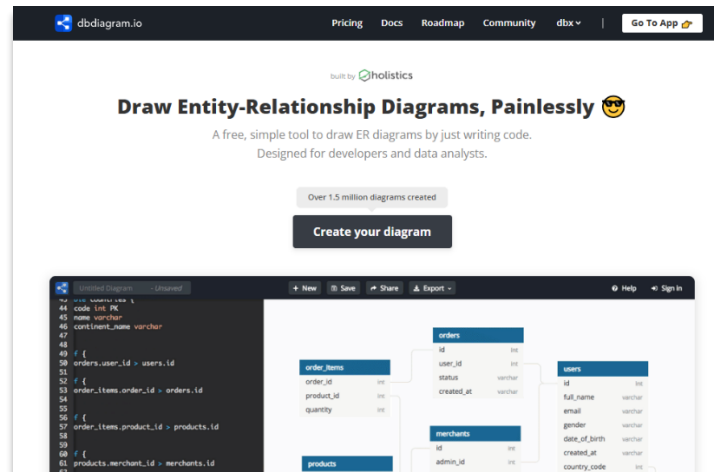 dbdiagram.io
Pricing Docs Roadmap Community dbx | Go To App
built by holistics
Draw Entity-Relationship Diagrams, Painlessly
A free, simple tool to draw ER diagrams by just writing code.
Designed for developers and data analysts.
Over 1.5 million diagrams created
Create your diagram
Untitled Diagram - Unsaved
+ New Save Share Export Help Sign in
43 countries {
44 code int PK
45 name varchar
46 continent_name varchar
47
48
49 f {
50 orders.user_id > users.id
51
52 f {
53 order_items.order_id > orders.id
54
55
56 f {
57 order_items.product_id > products.id
58
59
60 f {
61 products.merchant_id > merchants.id
order_items
order_id int
product_id int
quantity int
products
orders
id int
user_id int
status varchar
created_at varchar
merchants
id int
admin_id int
users
id int
full_name varchar
email varchar
gender varchar
date_of_birth varchar
created_at varchar
country_code int